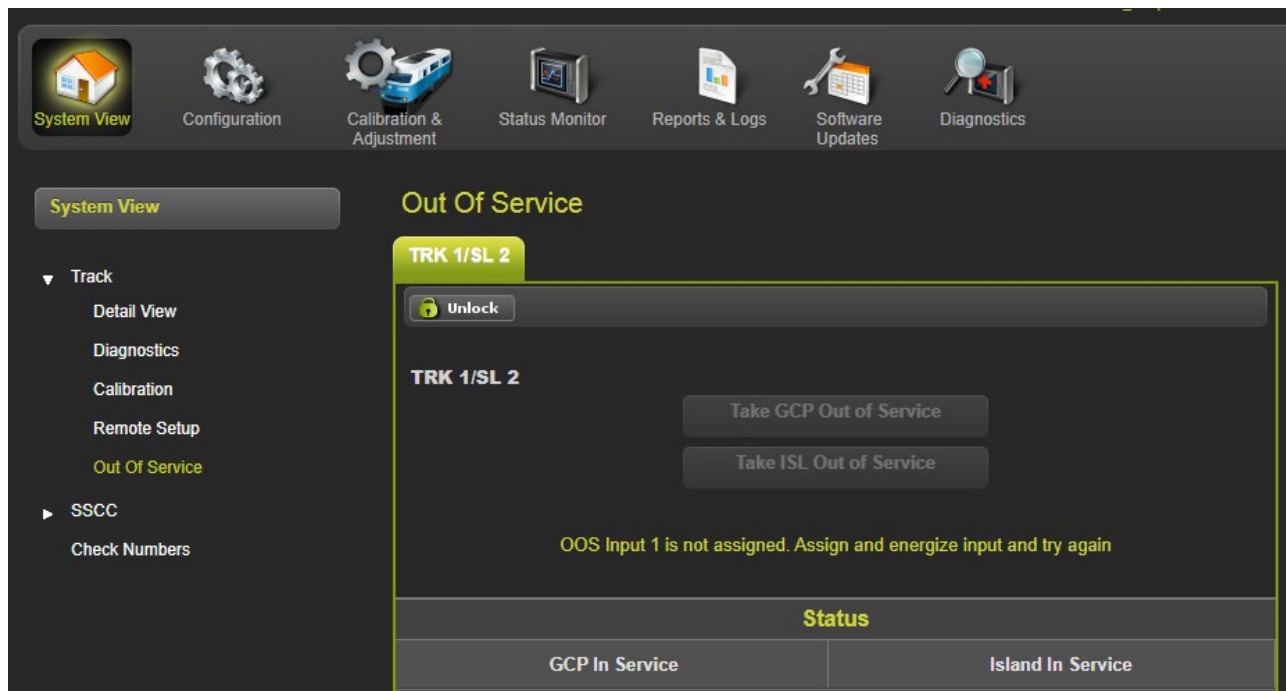 System View
Configuration
Calibration &
Adjustment
Status Monitor
Reports & Logs
Software
Updates
Diagnostics
System View
Track
Detail View
Diagnostics
Calibration
Remote Setup
Out Of Service
SSCC
Check Numbers
Out Of Service
TRK 1/SL 2
Unlock
TRK 1/SL 2
Take GCP Out of Service
Take ISL Out of Service
OOS Input 1 is not assigned. Assign and energize input and try again
Status
GCP In Service
Island In Service